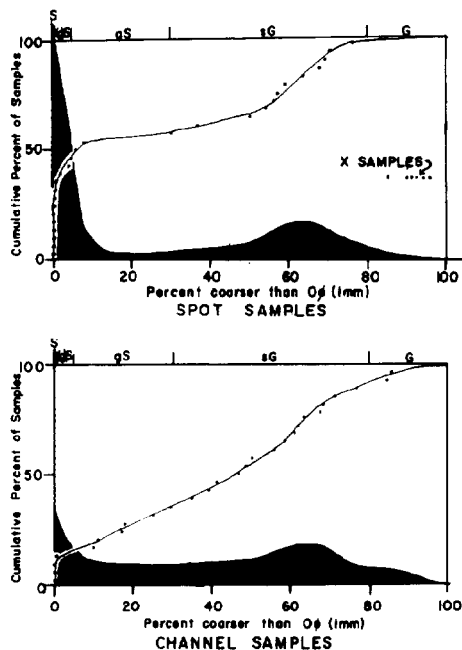 S
gS
sG
G
100
50
0
Cumulative Percent of Samples
X SAMPLES
0 20 40 60 80 100
Percent coarser than 0ϕ (1mm)
SPOT SAMPLES
S
gS
sG
G
100
50
0
Cumulative Percent of Samples
0 20 40 60 80 100
Percent coarser than 0ϕ (1mm)
CHANNEL SAMPLES